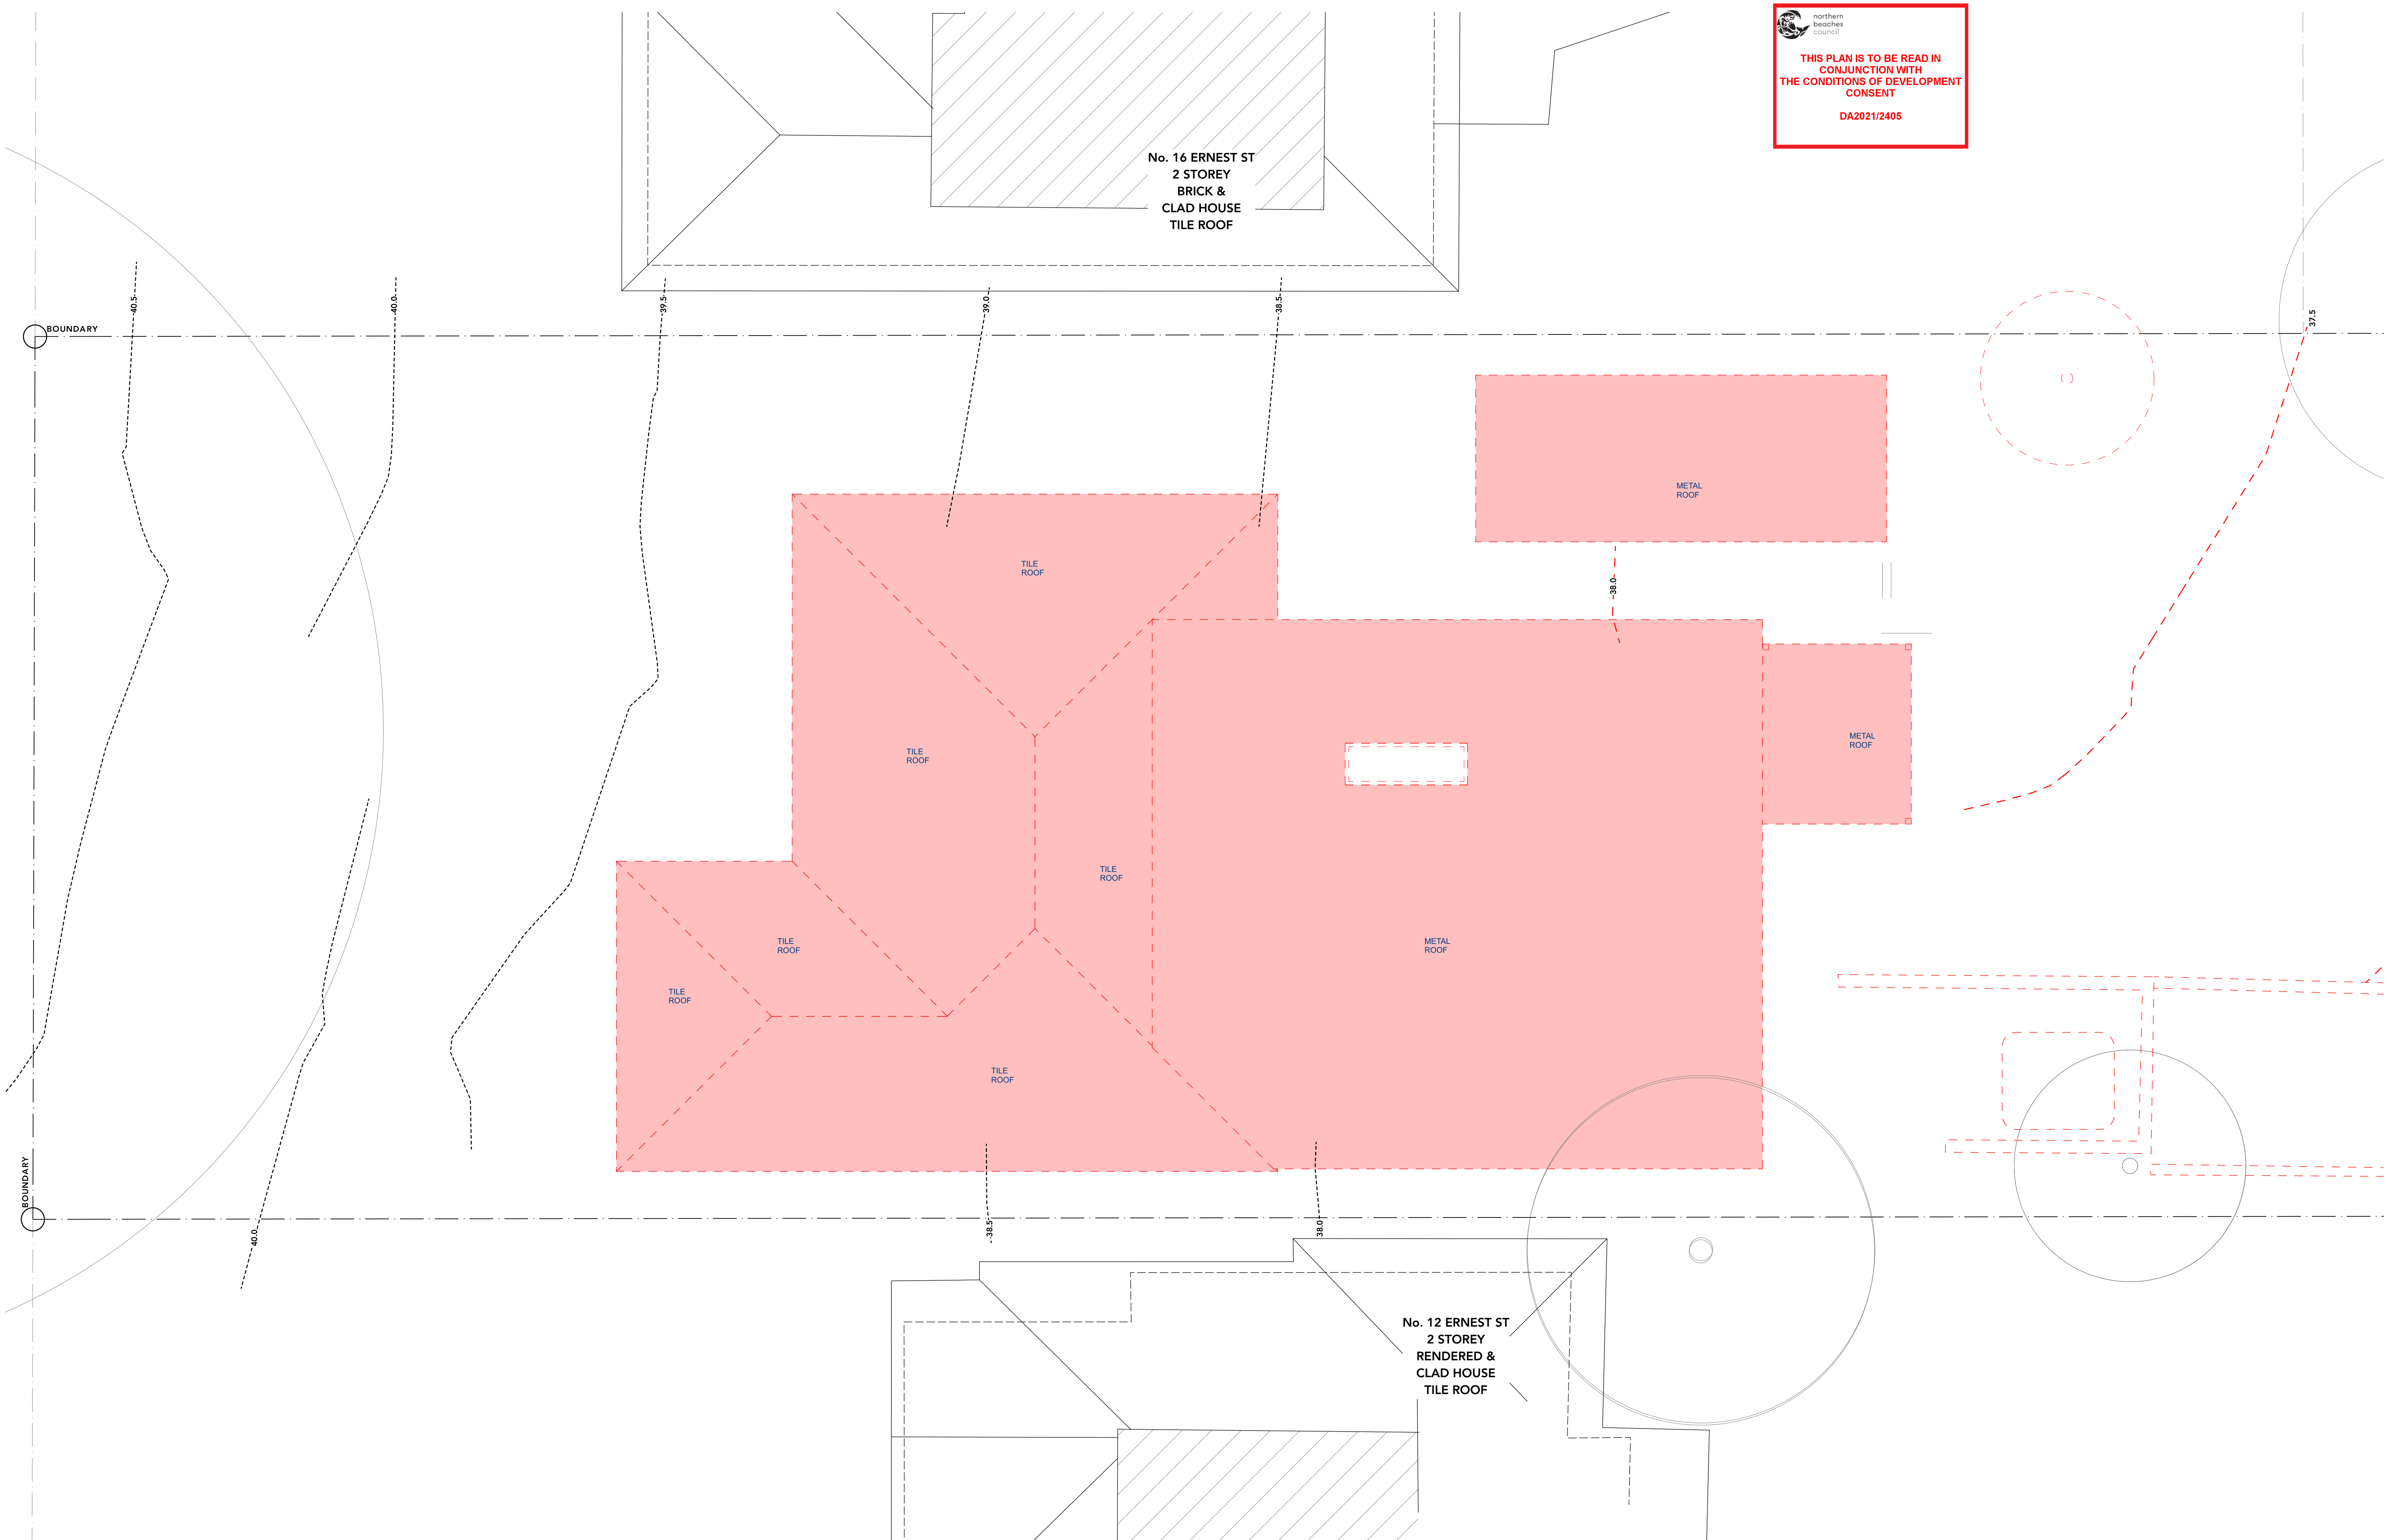 northern
beaches
council
THIS PLAN IS TO BE READ IN
CONJUNCTION WITH
THE CONDITIONS OF DEVELOPMENT
CONSENT
DA2021/2405
No. 16 ERNEST ST
2 STOREY
BRICK &
CLAD HOUSE
TILE ROOF
40.5
40.0
39.5
39.0
38.5
37.5
BOUNDARY
METAL
ROOF
TILE
ROOF
38.0
METAL
ROOF
TILE
ROOF
TILE
ROOF
TILE
ROOF
METAL
ROOF
TILE
ROOF
TILE
ROOF
BOUNDARY
40.0
38.5
38.0
No. 12 ERNEST ST
2 STOREY
RENDERED &
CLAD HOUSE
TILE ROOF